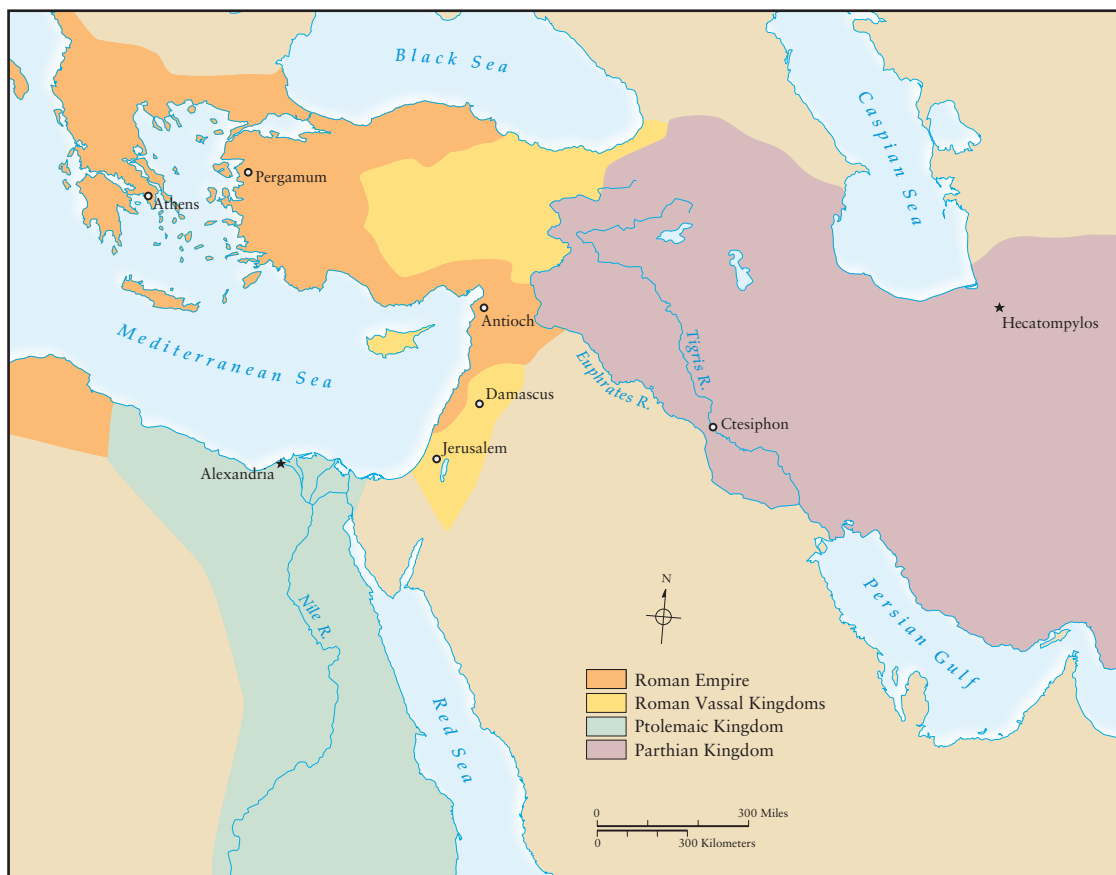 Black Sea
Caspian Sea
Pergamum
Athens
Antioch
Hecatompylos
Mediterranean Sea
Tigris R.
Euphrates R.
Damascus
Ctesiphon
Jerusalem
Alexandria
Nile R.
Red Sea
Persian Gulf
N
Roman Empire
Roman Vassal Kingdoms
Ptolemaic Kingdom
Parthian Kingdom
0 300 Miles
0 300 Kilometers